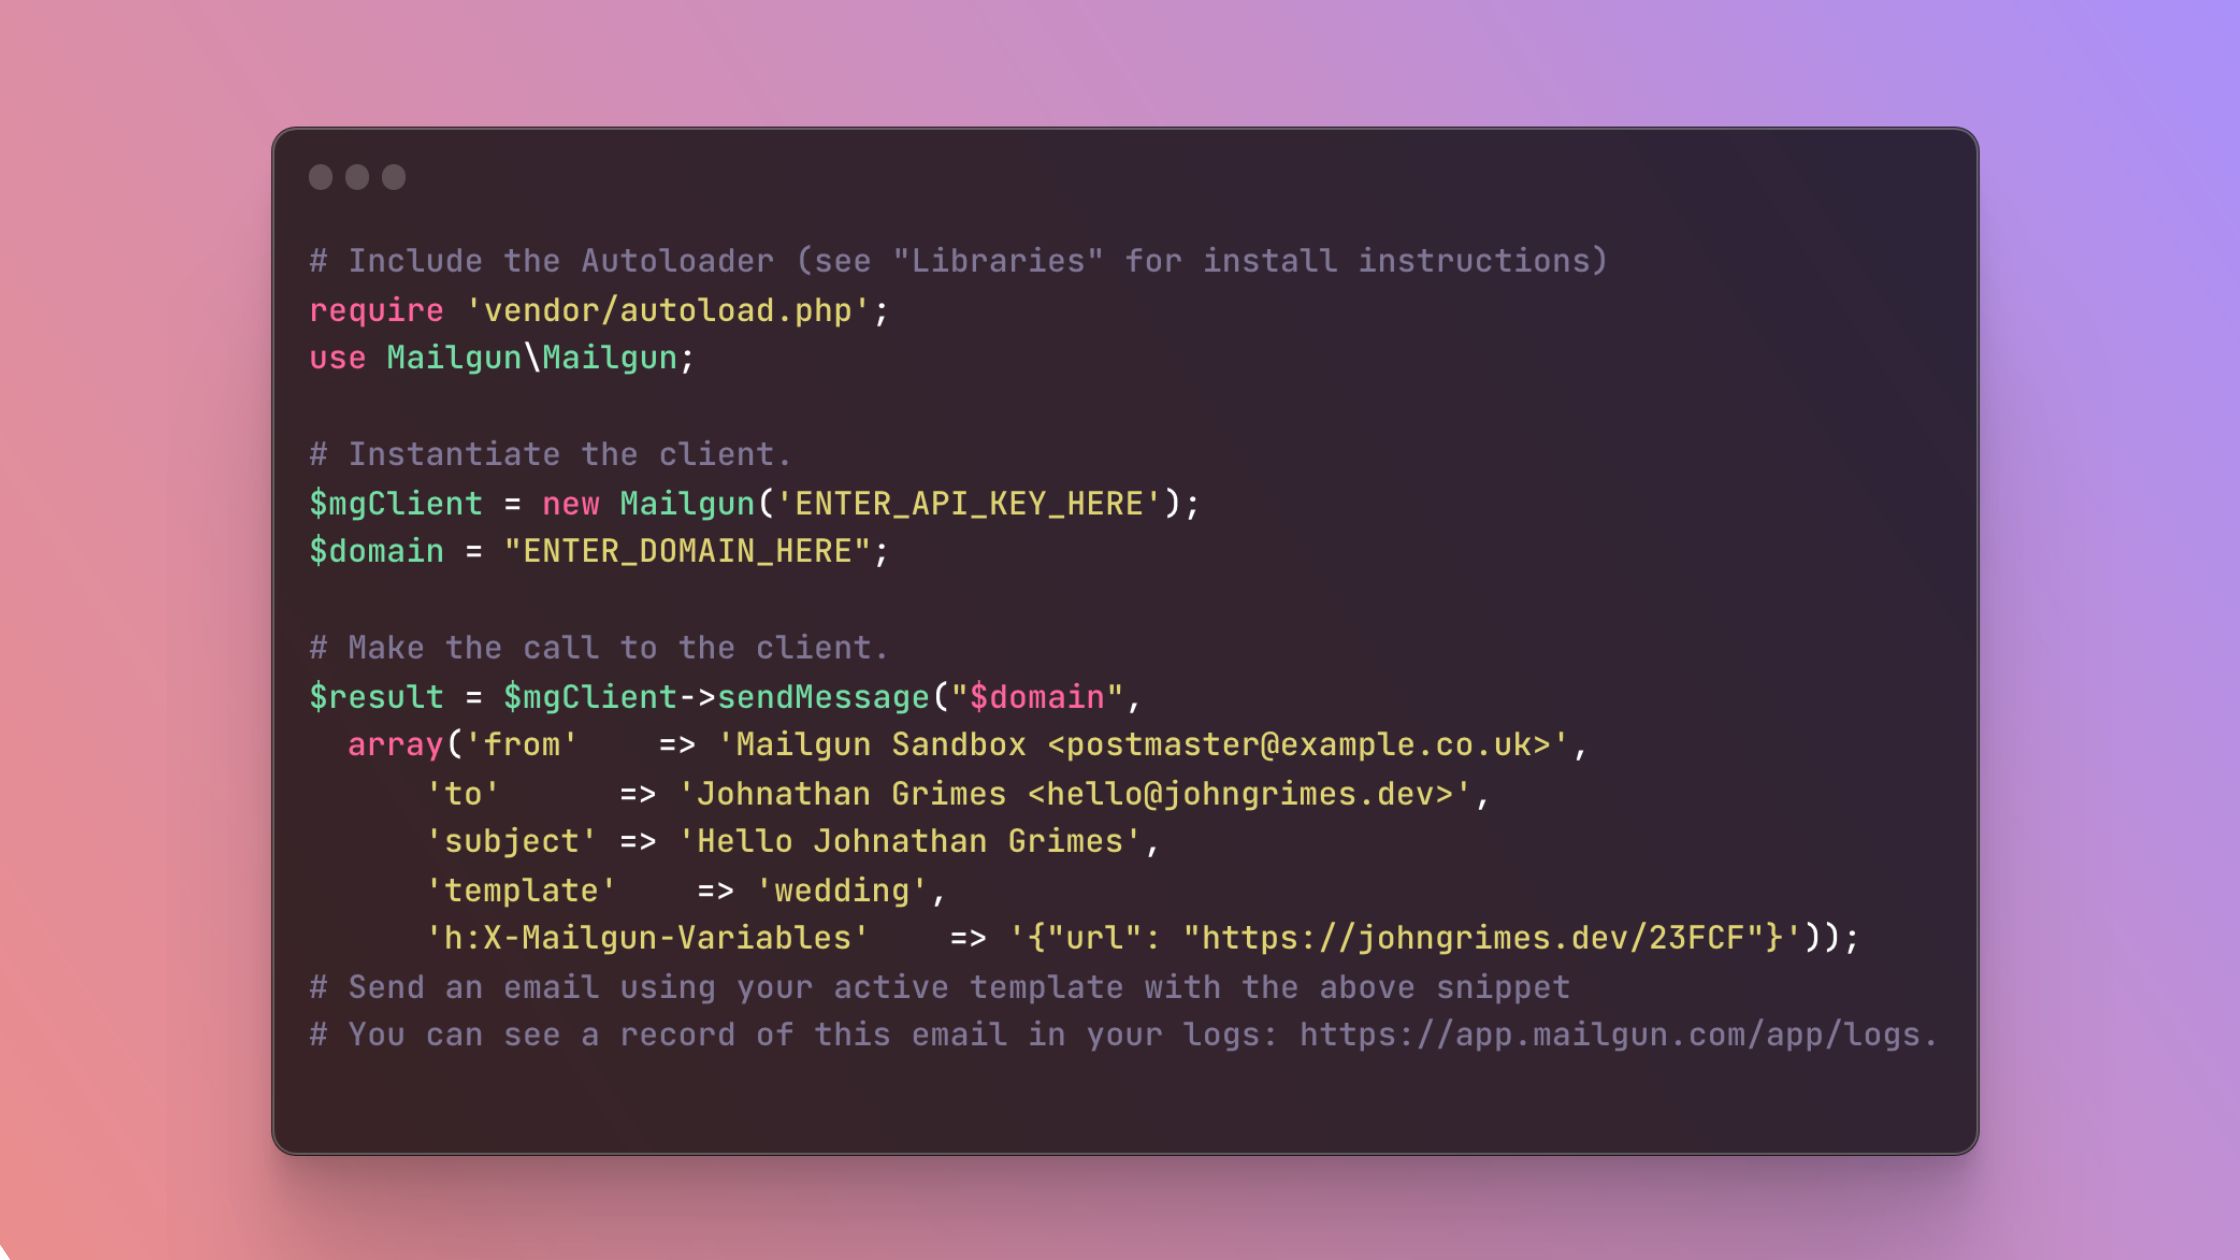 # Include the Autoloader (see "Libraries" for install instructions)
require 'vendor/autoload.php';
use Mailgun\Mailgun;
# Instantiate the client.
$mgClient = new Mailgun('ENTER_API_KEY_HERE');
$domain = "ENTER_DOMAIN_HERE";
# Make the call to the client.
$result = $mgClient->sendMessage("$domain",
  array('from'    => 'Mailgun Sandbox <postmaster@example.co.uk>',
      'to'      => 'Johnathan Grimes <hello@johngrimes.dev>',
      'subject' => 'Hello Johnathan Grimes',
      'template'    => 'wedding',
      'h:X-Mailgun-Variables'    => '{"url": "https://johngrimes.dev/23FCF"}'));
# Send an email using your active template with the above snippet
# You can see a record of this email in your logs: https://app.mailgun.com/app/logs.